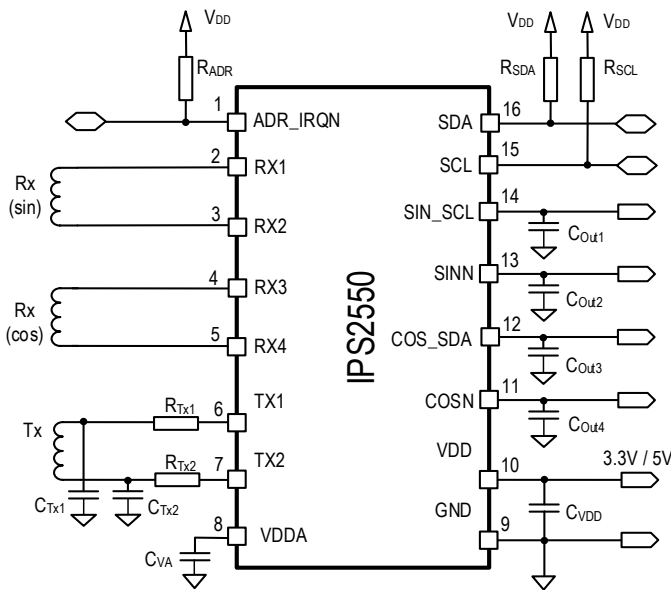 VDD
VDD
VDD
RADR
RSDA
RSCL
1
ADR_IRQN
SDA
16
2
RX1
SCL
15
Rx
(sin)
14
SIN_SCL
COut1
3
RX2
13
SINN
COut2
4
RX3
Rx
(cos)
12
COS_SDA
COut3
5
RX4
IPS2550
11
COSN
COut4
RTx1
TX1
6
Tx
VDD
3.3V / 5V
10
RTx2
TX2
7
CTx1
CTx2
GND
CVDD
8
VDDA
9
CVA